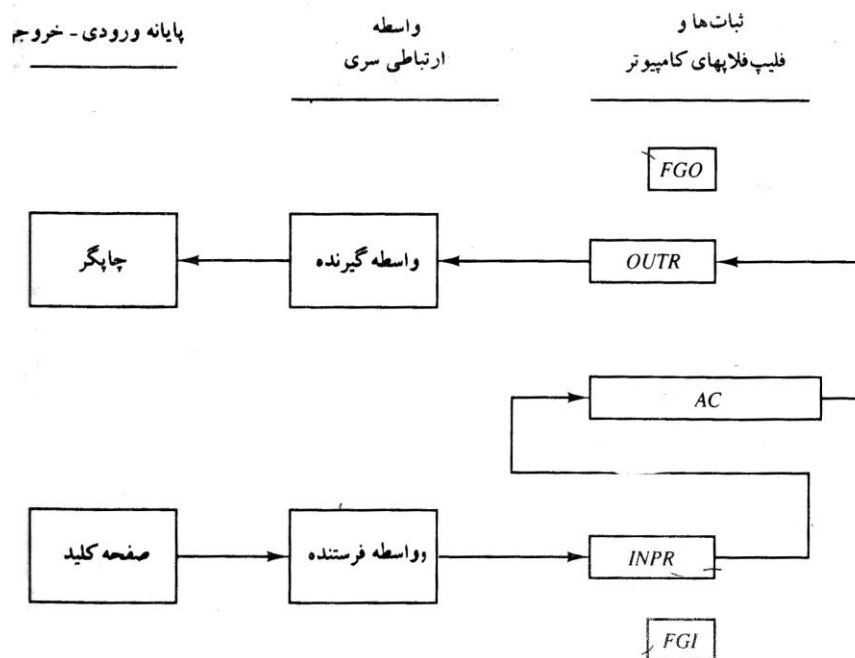 ثبات‌ها و
فلیپ‌فلاپهای کامپیوتر
واسطه
ارتباطی سری
پایانه ورودی - خروجی
FGO
OUTR
واسطه گیرنده
چاپگر
AC
INPR
وواسطه فرستنده
صفحه کلید
FGI